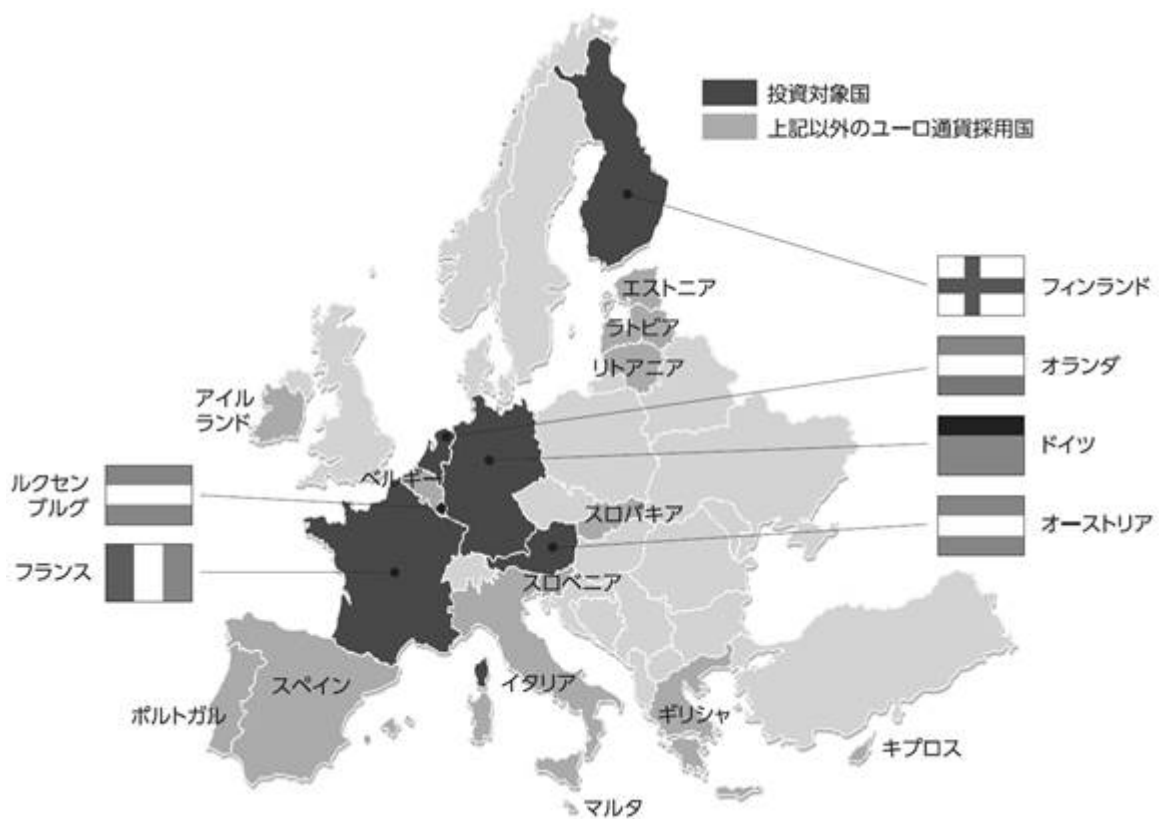 投資対象国
上記以外のユーロ通貨採用国
フィンランド
エストニア
ラトビア
リトアニア
オランダ
アイル
ランド
ドイツ
ベルギー
ルクセン
ブルグ
スロバキア
オーストリア
フランス
スロベニア
スペイン
イタリア
ポルトガル
ギリシャ
キプロス
マルタ